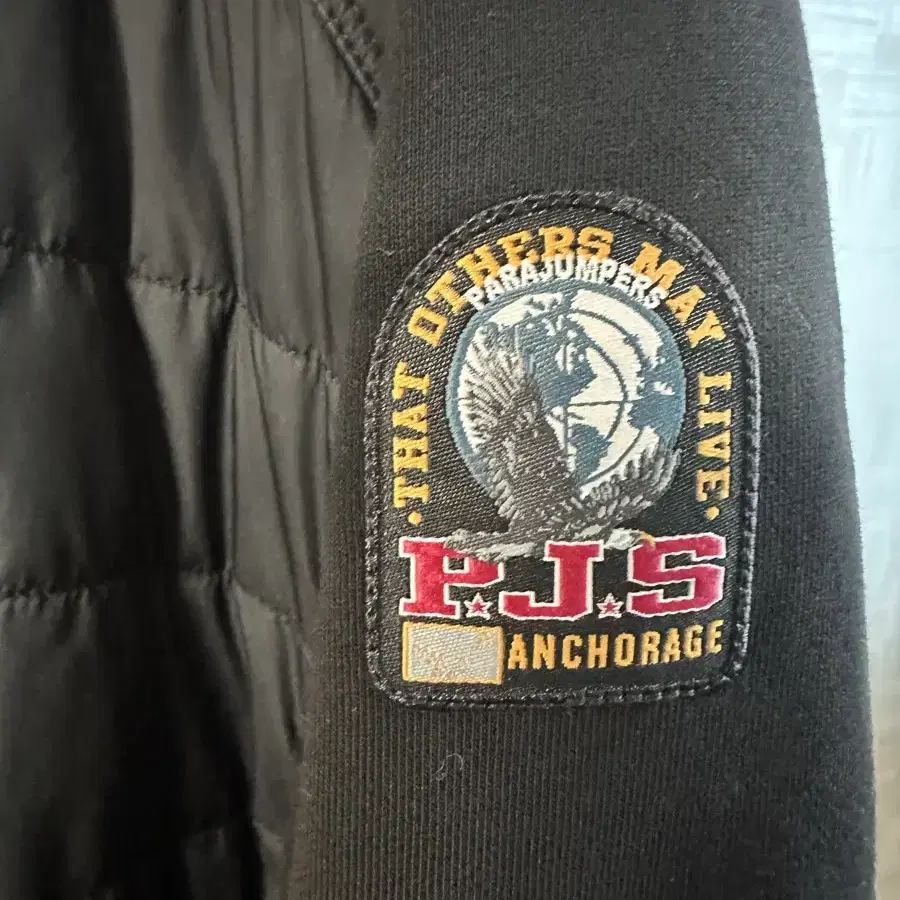 ·THAT OTHERS MAY LIVE·
PARAJUMPERS
P.J.S
ANCHORAGE